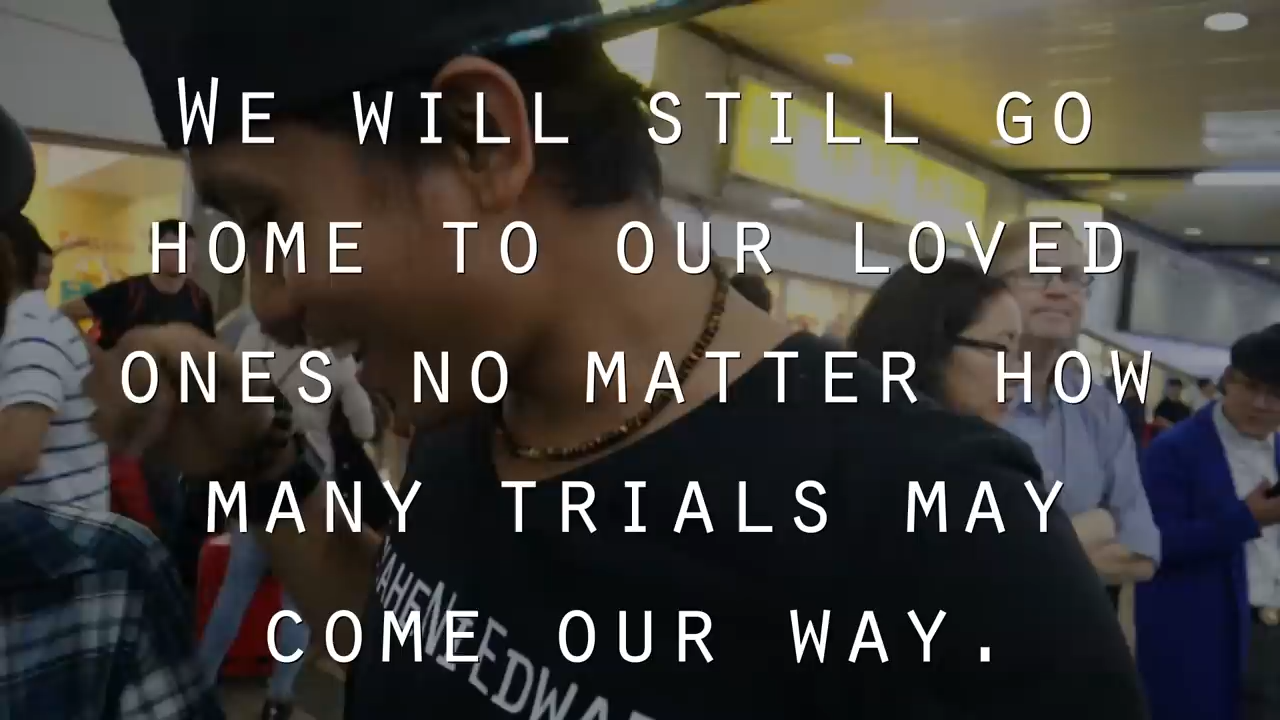 We will still go
home to our loved
ones no matter how
many trials may
come our way.